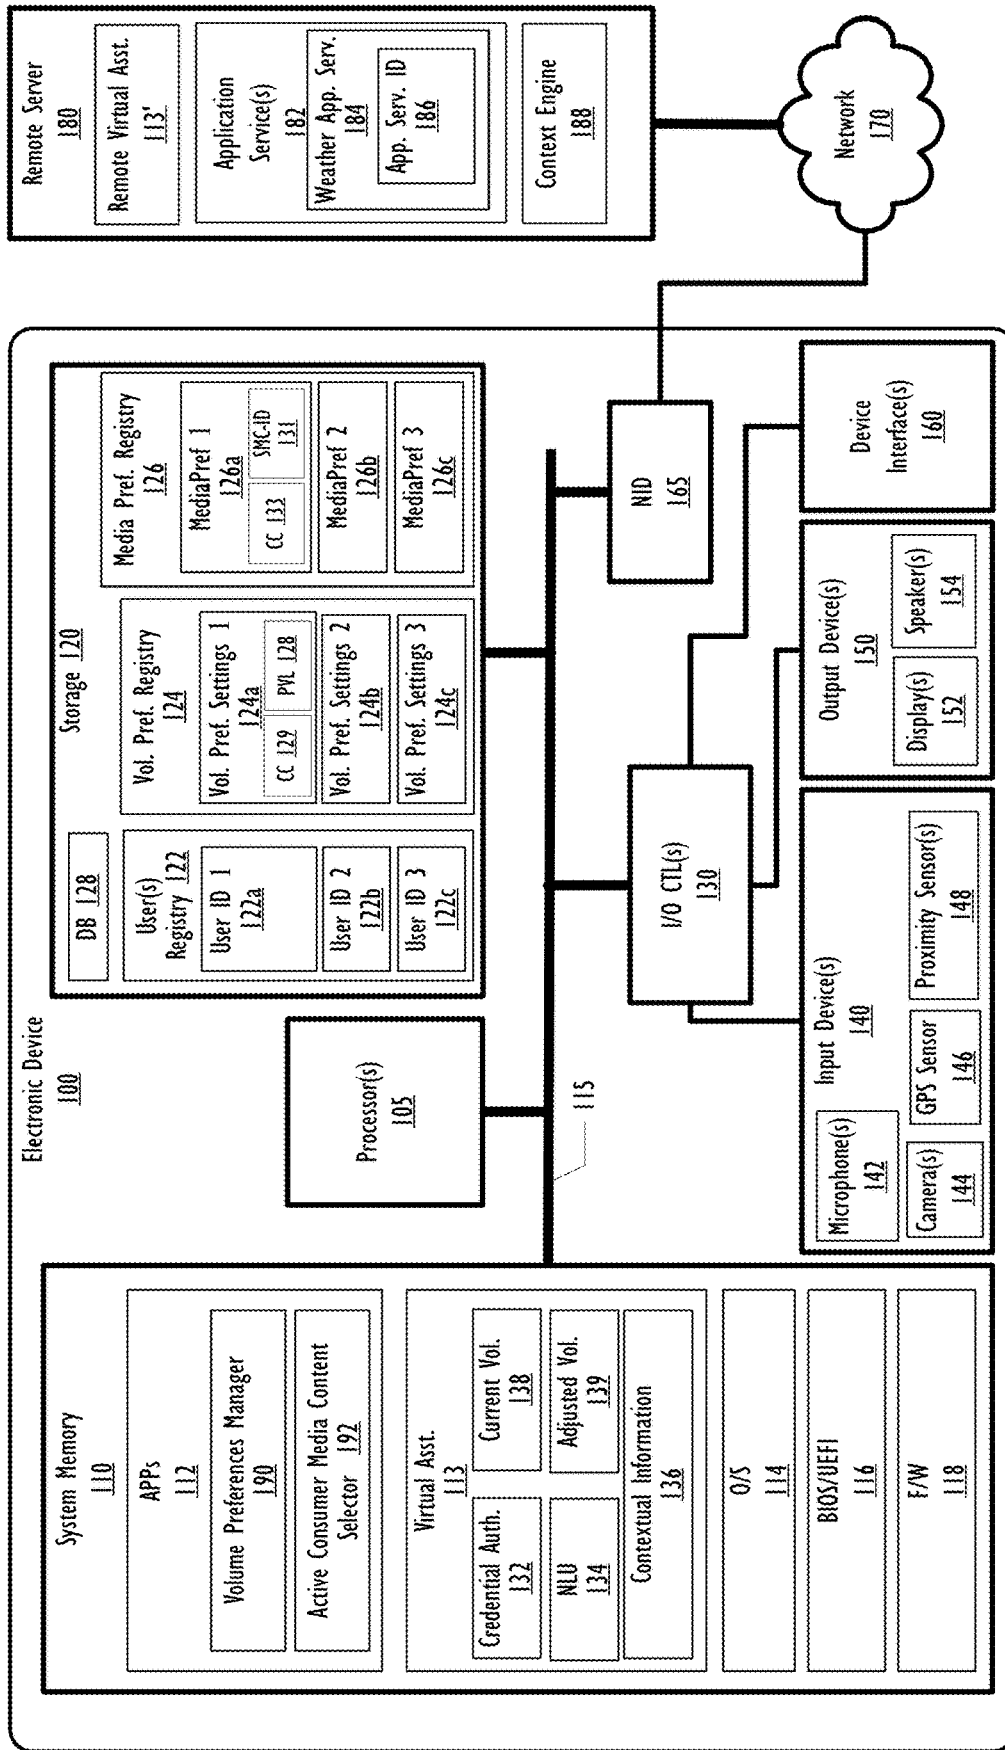 Electronic Device
100
System Memory
110
APPs
112
Volume Preferences Manager
190
Active Consumer Media Content
Selector 192
Virtual Asst.
113
Credential Auth.
132
Current Vol.
138
NLU
134
Adjusted Vol.
139
Contextual Information
136
O/S
114
BIOS/UEFI
116
F/W
118
Processor(s)
105
115
Storage 120
DB 128
User(s)
Registry 122
User ID 1
122a
User ID 2
122b
User ID 3
122c
Vol. Pref. Registry
124
Vol. Pref. Settings 1
124a
CC 129
PVL 128
Vol. Pref. Settings 2
124b
Vol. Pref. Settings 3
124c
Media Pref. Registry
126
MediaPref 1
126a
CC 133
SMC-ID
131
MediaPref 2
126b
MediaPref 3
126c
I/O CTL(s)
130
NID
165
Input Device(s)
140
Microphone(s)
142
Camera(s)
144
GPS Sensor
146
Proximity Sensor(s)
148
Output Device(s)
150
Display(s)
152
Speaker(s)
154
Device
Interface(s)
160
Remote Server
180
Remote Virtual Asst.
113'
Application
Service(s)
182
Weather App. Serv.
184
App. Serv. ID
186
Context Engine
188
Network
170